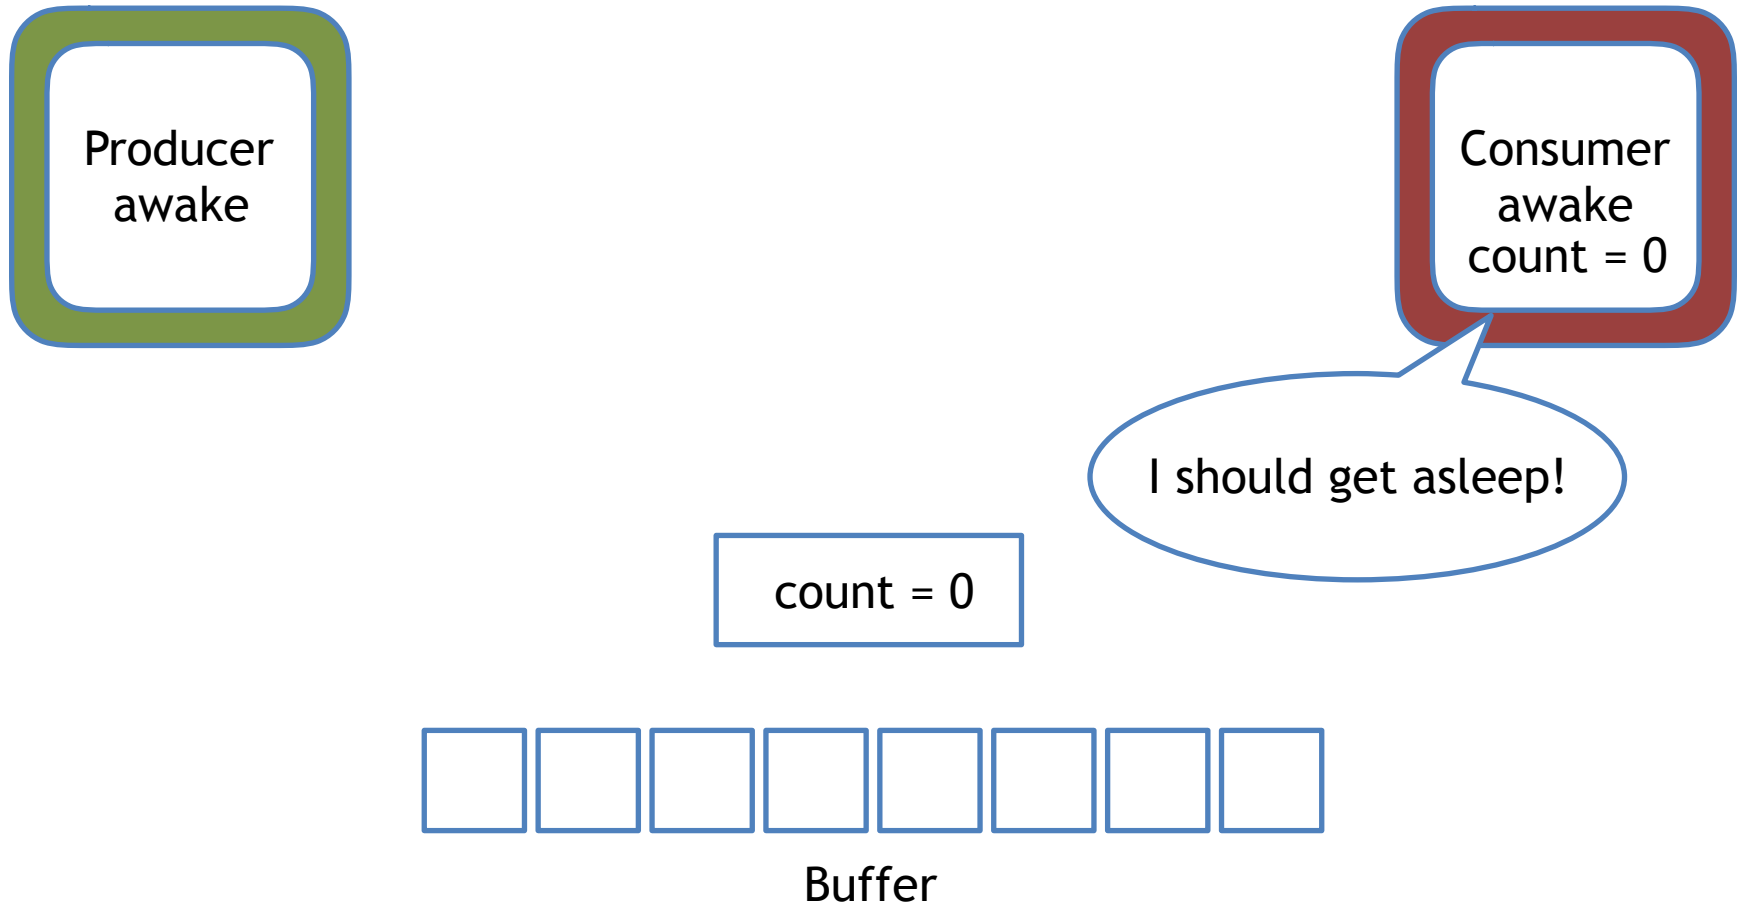 Producer
awake
Consumer
awake
count = 0
I should get asleep!
count = 0
Buffer